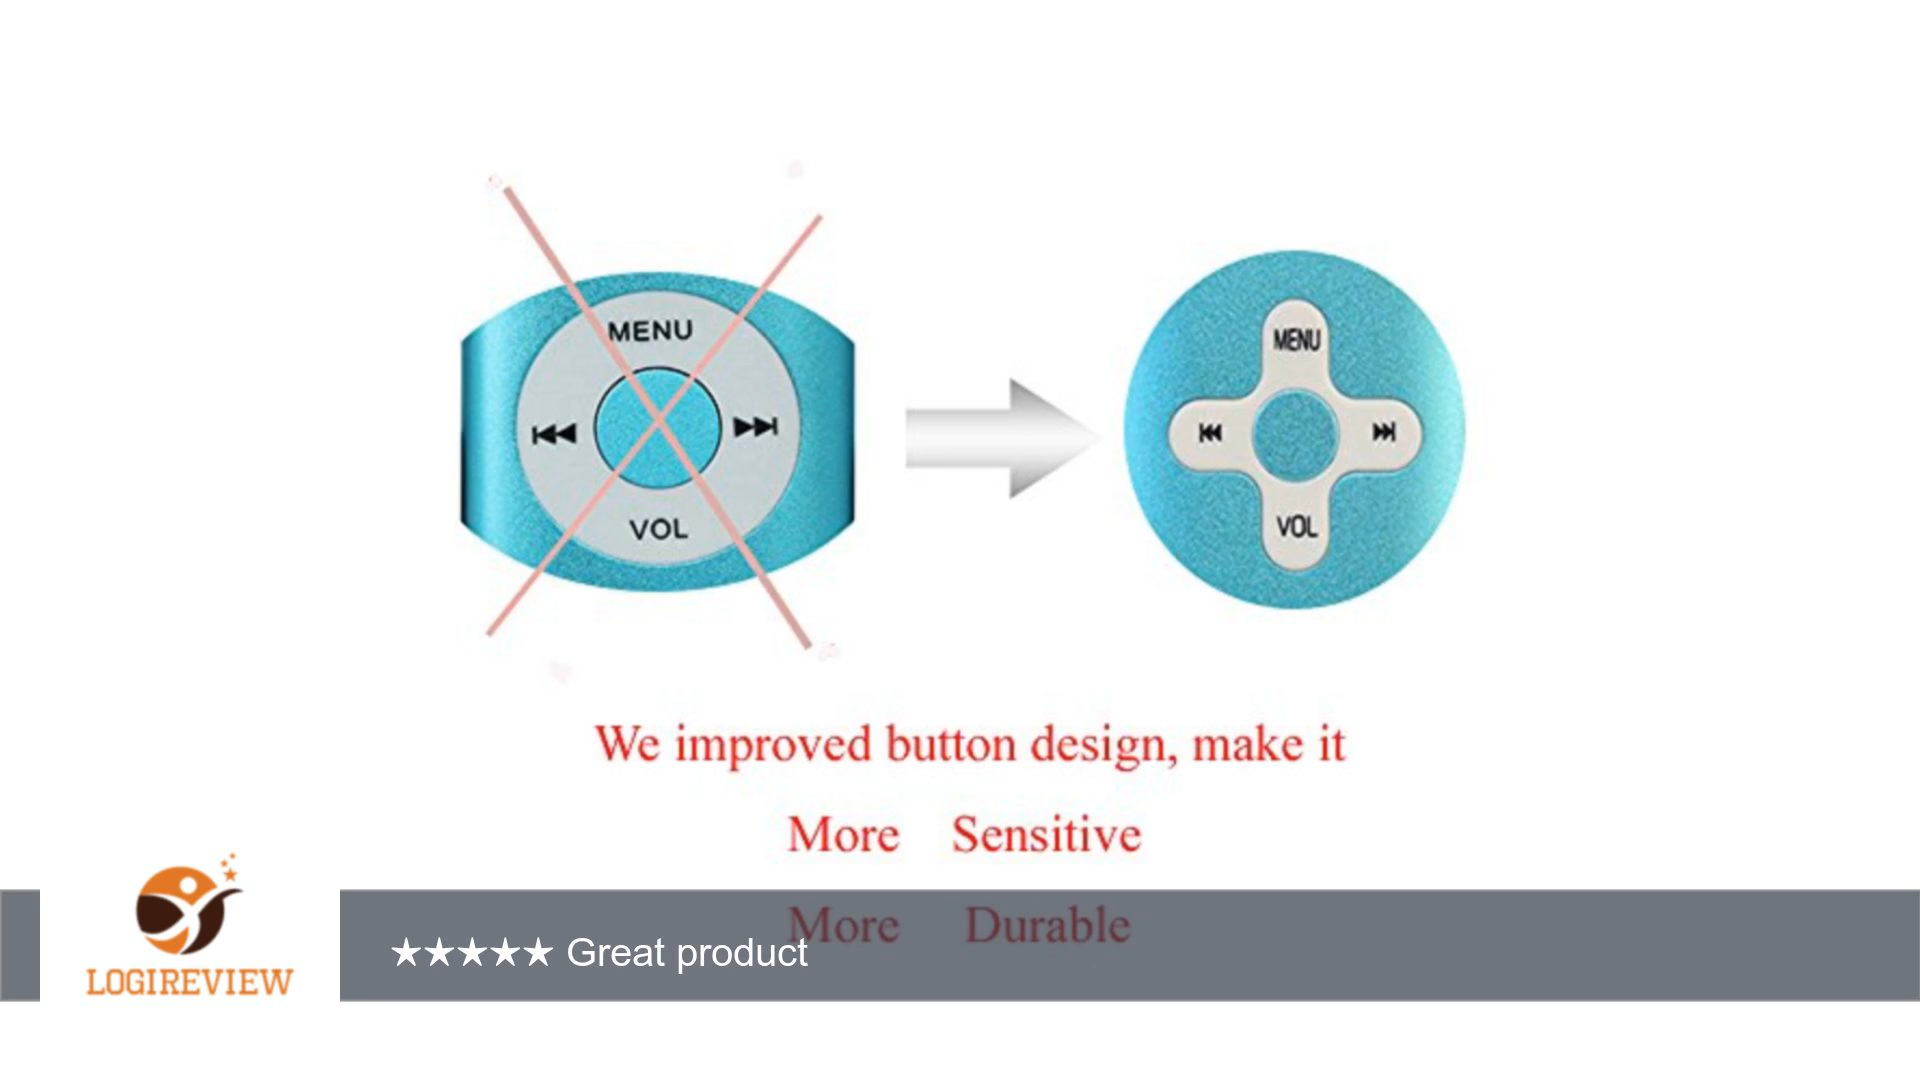 MENU
VOL
MENU
VOL
We improved button design, make it
More Sensitive
More Durable
★★★★★ Great product
LOGIREVIEW